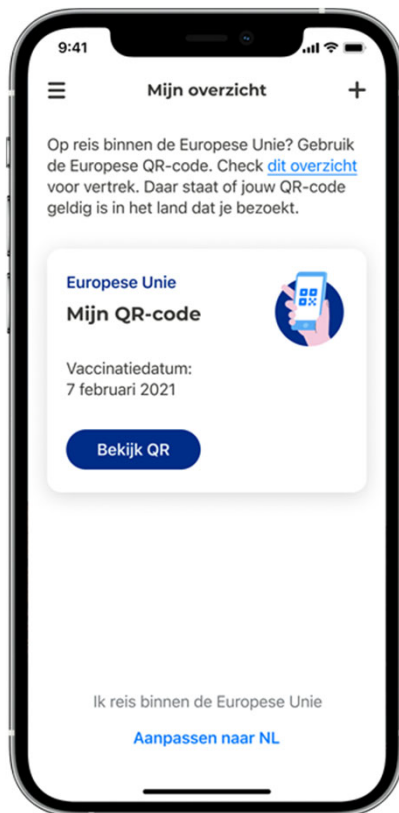 9:41
Mijn overzicht
Op reis binnen de Europese Unie? Gebruik
de Europese QR-code. Check dit overzicht
voor vertrek. Daar staat of jouw QR-code
geldig is in het land dat je bezoekt.
Europese Unie
Mijn QR-code
Vaccinatiedatum:
7 februari 2021
Bekijk QR
Ik reis binnen de Europese Unie
Aanpassen naar NL